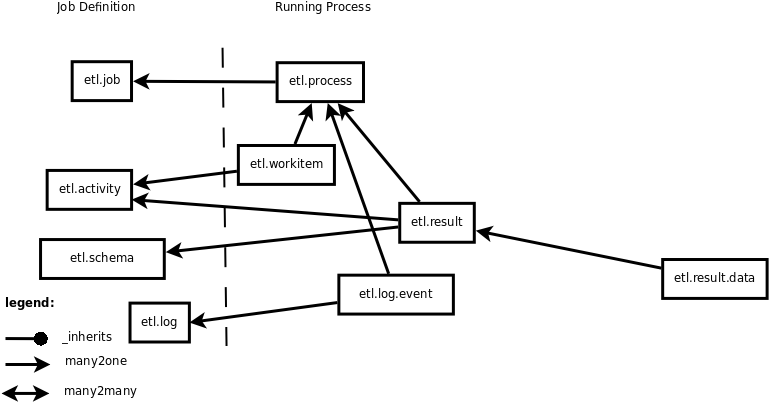 Job Definition
Running Process
etl.job
etl.process
etl.workitem
etl.activity
etl.result
etl.schema
etl.result.data
etl.log.event
legend:
etl.log
_inherits
many2one
many2many